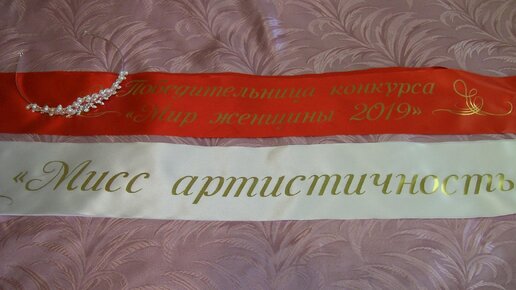 Победительница конкурса
«Мир женщины 2019»
«Мисс артистичность